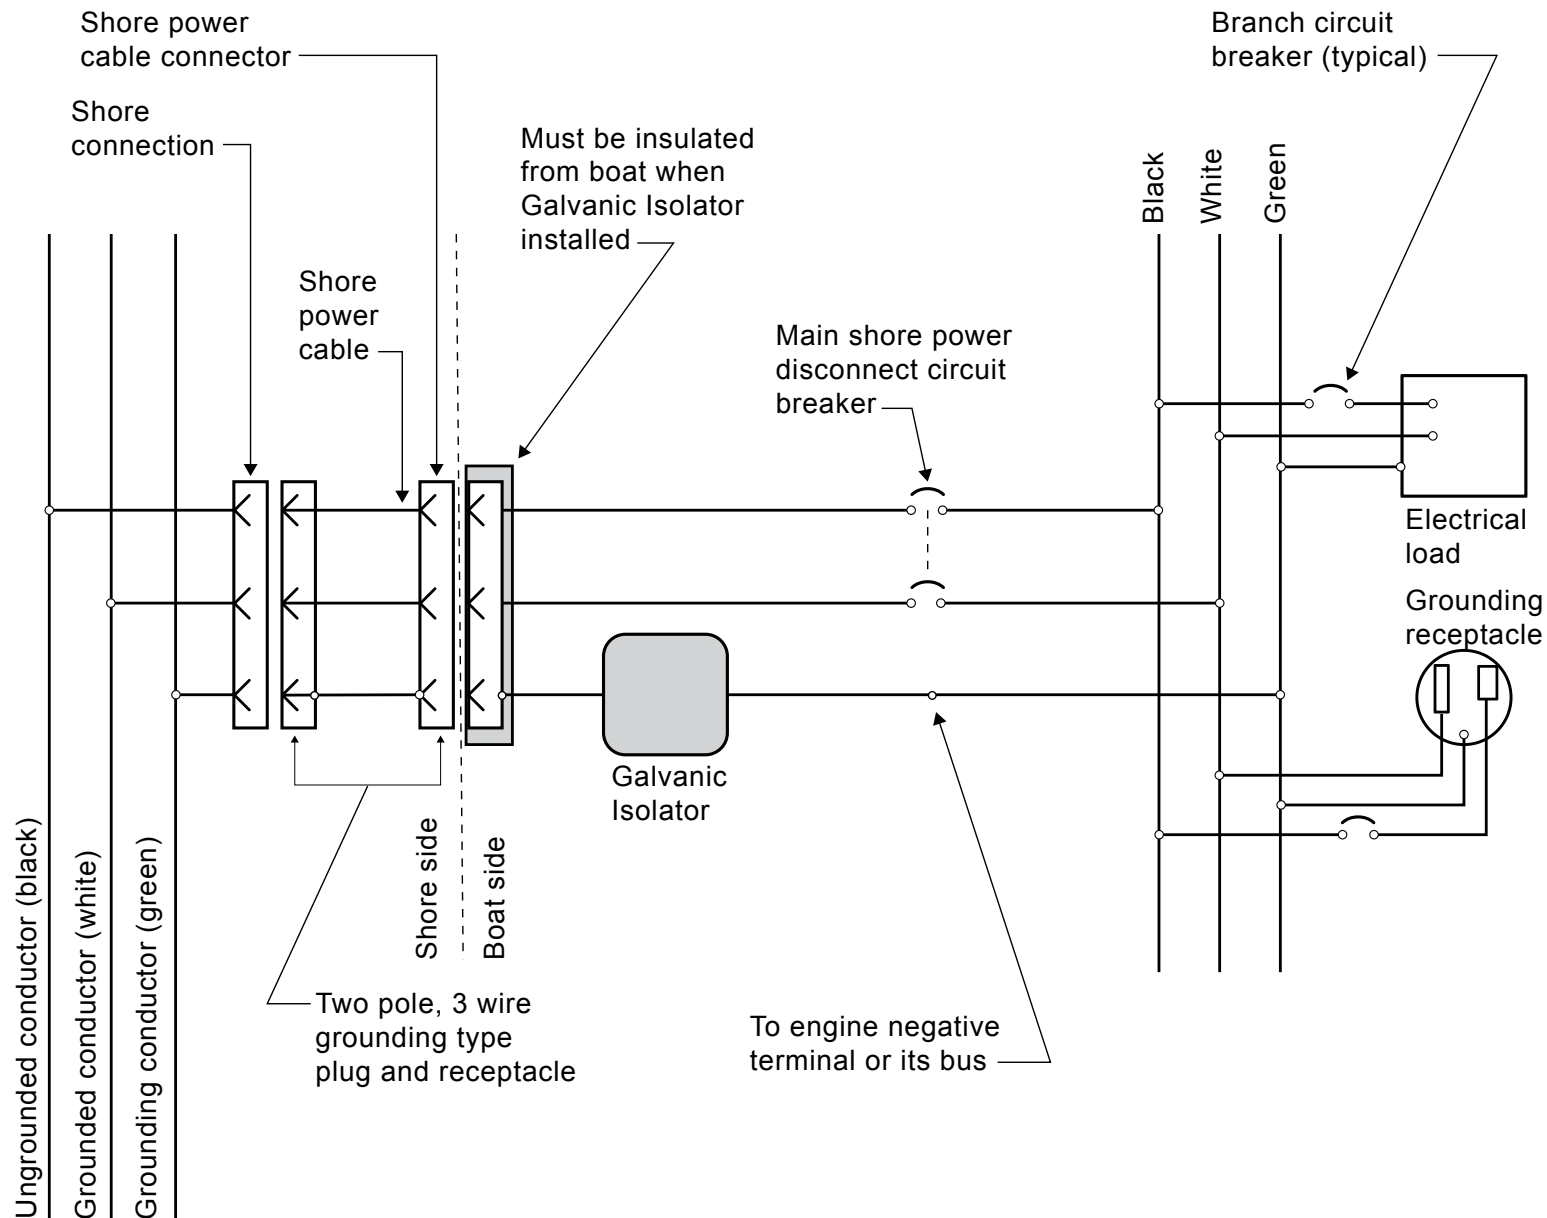 Shore power
cable connector
Branch circuit
breaker (typical)
Shore
connection
Must be insulated
from boat when
Galvanic Isolator
installed
Black
White
Green
Shore
power
cable
Main shore power
disconnect circuit
breaker
Electrical
load
Grounding
receptacle
Galvanic
Isolator
Ungrounded conductor (black)
Grounded conductor (white)
Grounding conductor (green)
Shore side
Boat side
Two pole, 3 wire
grounding type
plug and receptacle
To engine negative
terminal or its bus